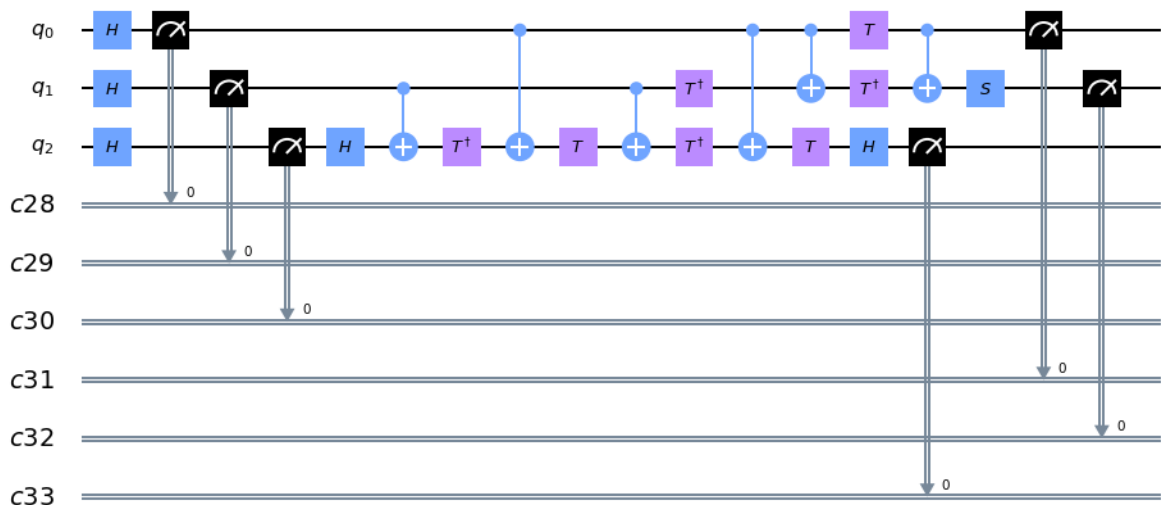 q0 H T
q1 H T† T† S
q2 H H T† T T† T H
c28 0
c29 0
c30 0
c31 0
c32 0
c33 0